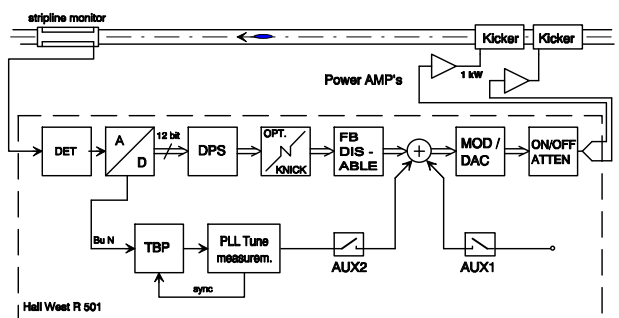 stripline monitor
Kicker
Kicker
Power AMP's
1 kW
DET
A
D
12 bit
DPS
OPT.
KNICK
FB
DIS -
ABLE
+
MOD /
DAC
ON/OFF
ATTEN
Bu N
TBP
PLL Tune
measurem.
AUX2
AUX1
sync
Hall West R 501